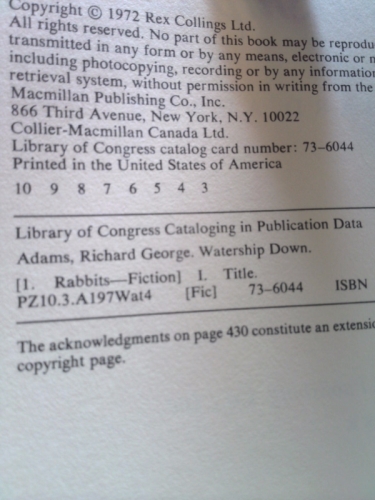 Copyright © 1972 Rex Collings Ltd.
All rights reserved. No part of this book may be reprodu
transmitted in any form or by any means, electronic or m
including photocopying, recording or by any information
retrieval system, without permission in writing from the
Macmillan Publishing Co., Inc.
866 Third Avenue, New York, N.Y. 10022
Collier-Macmillan Canada Ltd.
Library of Congress catalog card number: 73-6044
Printed in the United States of America
10 9 8 7 6 5 4 3
Library of Congress Cataloging in Publication Data
Adams, Richard George. Watership Down.
[1. Rabbits—Fiction] I. Title.
PZ10.3.A197Wat4 [Fic] 73-6044 ISBN
The acknowledgments on page 430 constitute an extensio
copyright page.